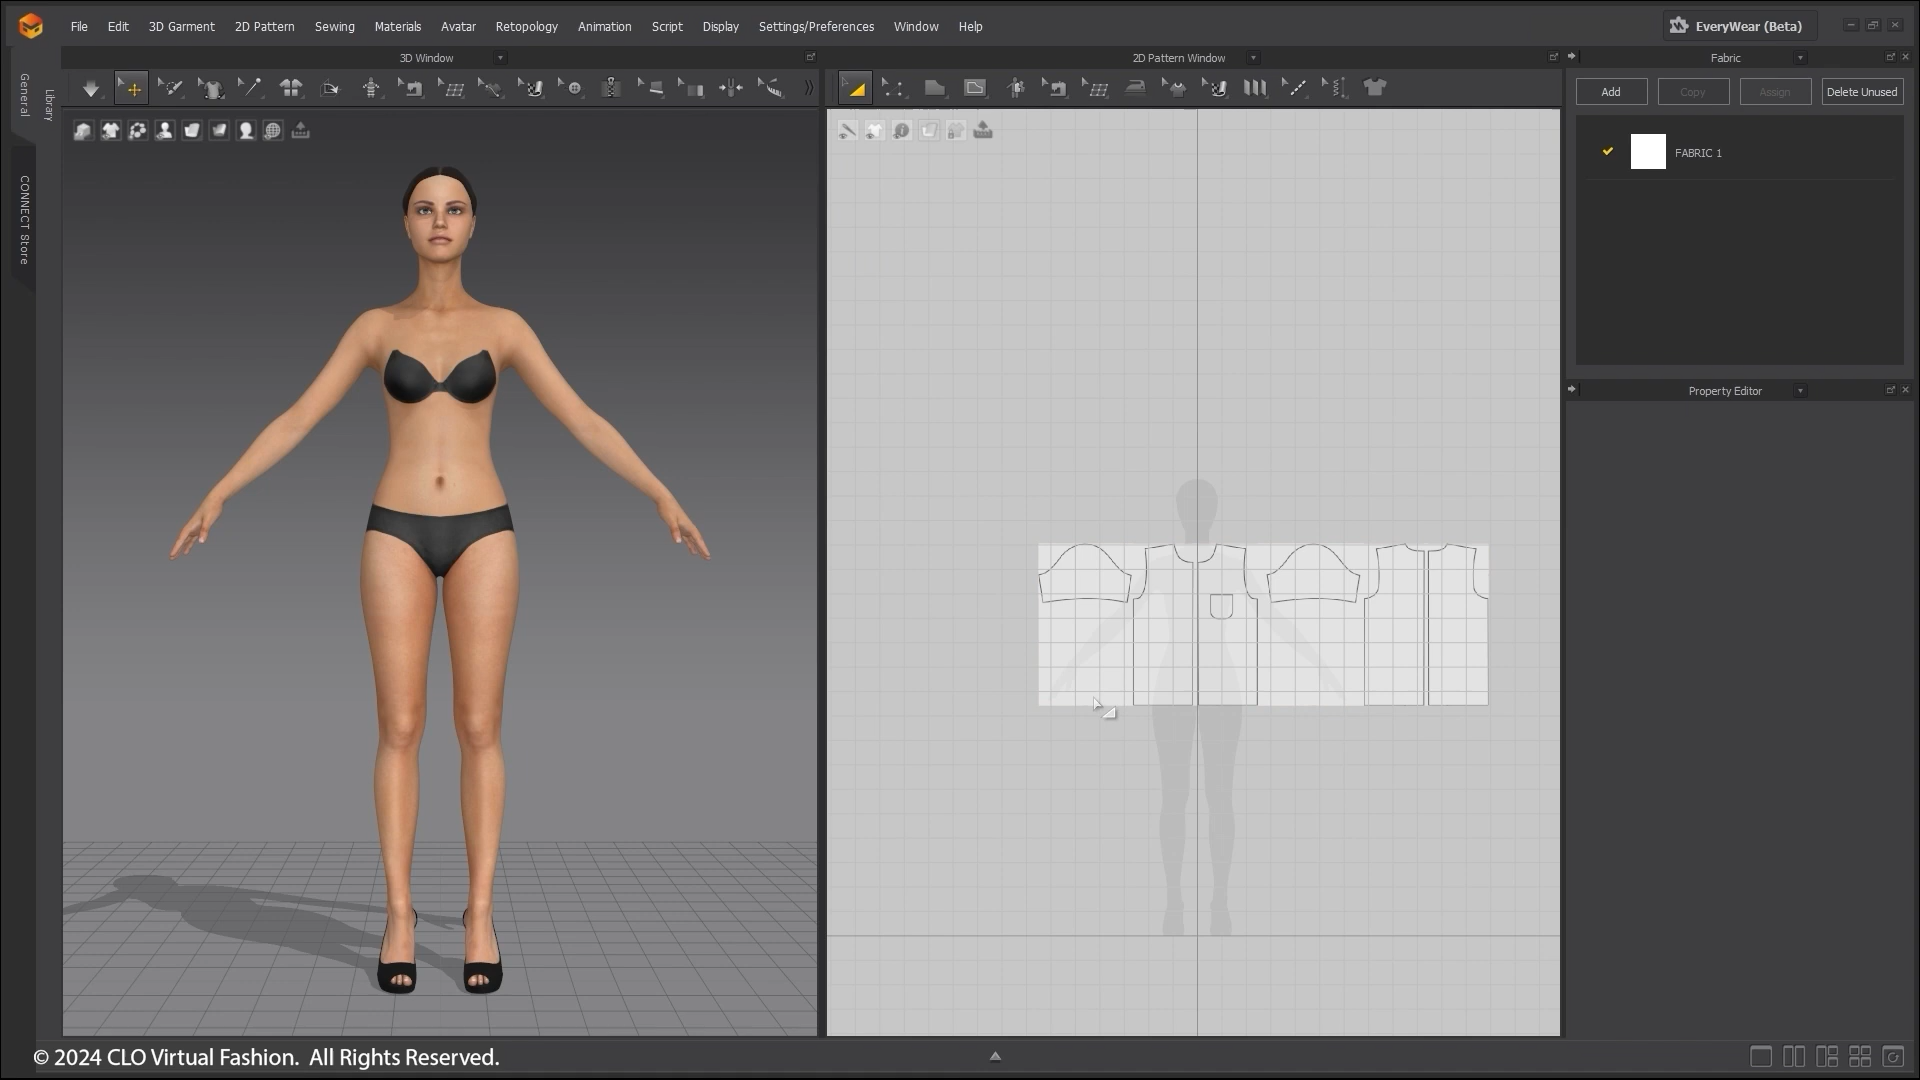 File Edit 3D Garment 2D Pattern Sewing Materials Avatar Retopology Animation Script Display Settings/Preferences Window Help EveryWear (Beta)
3D Window 2D Pattern Window Fabric
General
Library
CONNECT Store
Add Copy Assign Delete Unused
FABRIC 1
Property Editor
© 2024 CLO Virtual Fashion. All Rights Reserved.